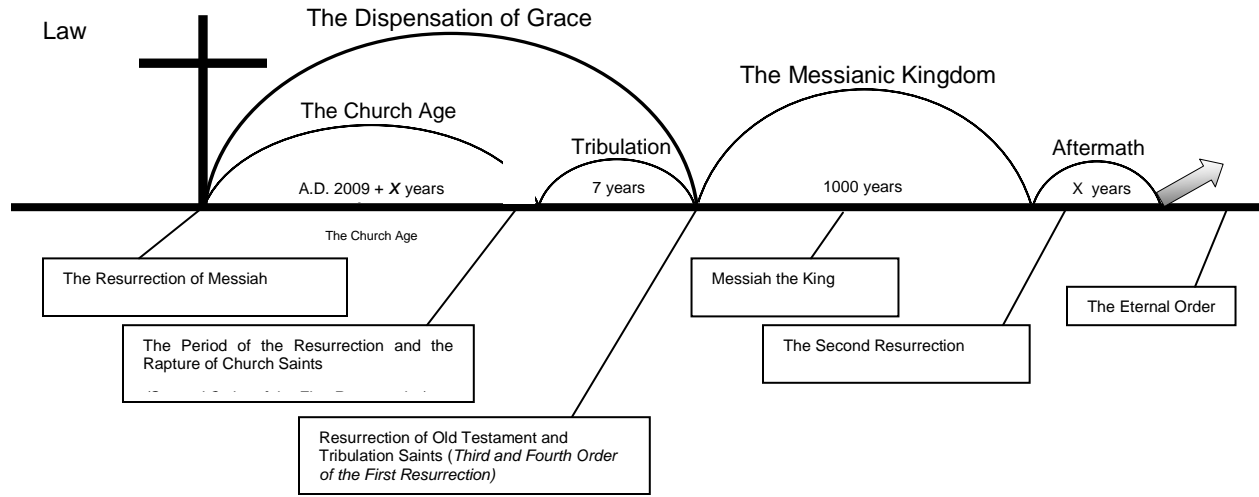 Law
The Dispensation of Grace
The Church Age
The Messianic Kingdom
Tribulation
Aftermath
A.D. 2009 + X years
7 years
1000 years
X years
The Church Age
The Resurrection of Messiah
Messiah the King
The Eternal Order
The Period of the Resurrection and the
Rapture of Church Saints
The Second Resurrection
Resurrection of Old Testament and
Tribulation Saints (Third and Fourth Order
of the First Resurrection)